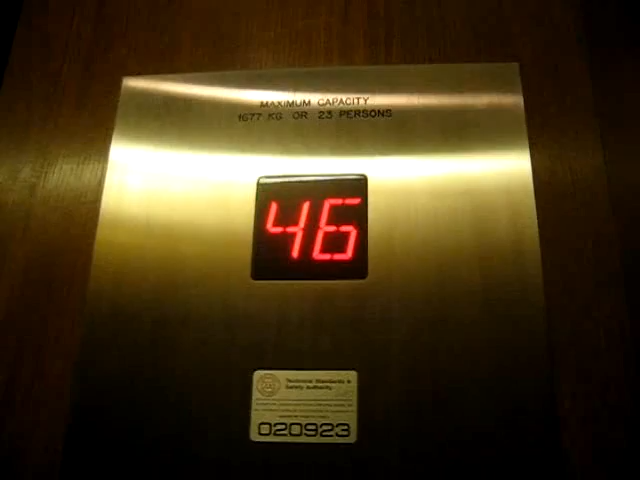 MAXIMUM CAPACITY
1677 KG OR 23 PERSONS
46
Technical Standards &
Safety Authority
020923